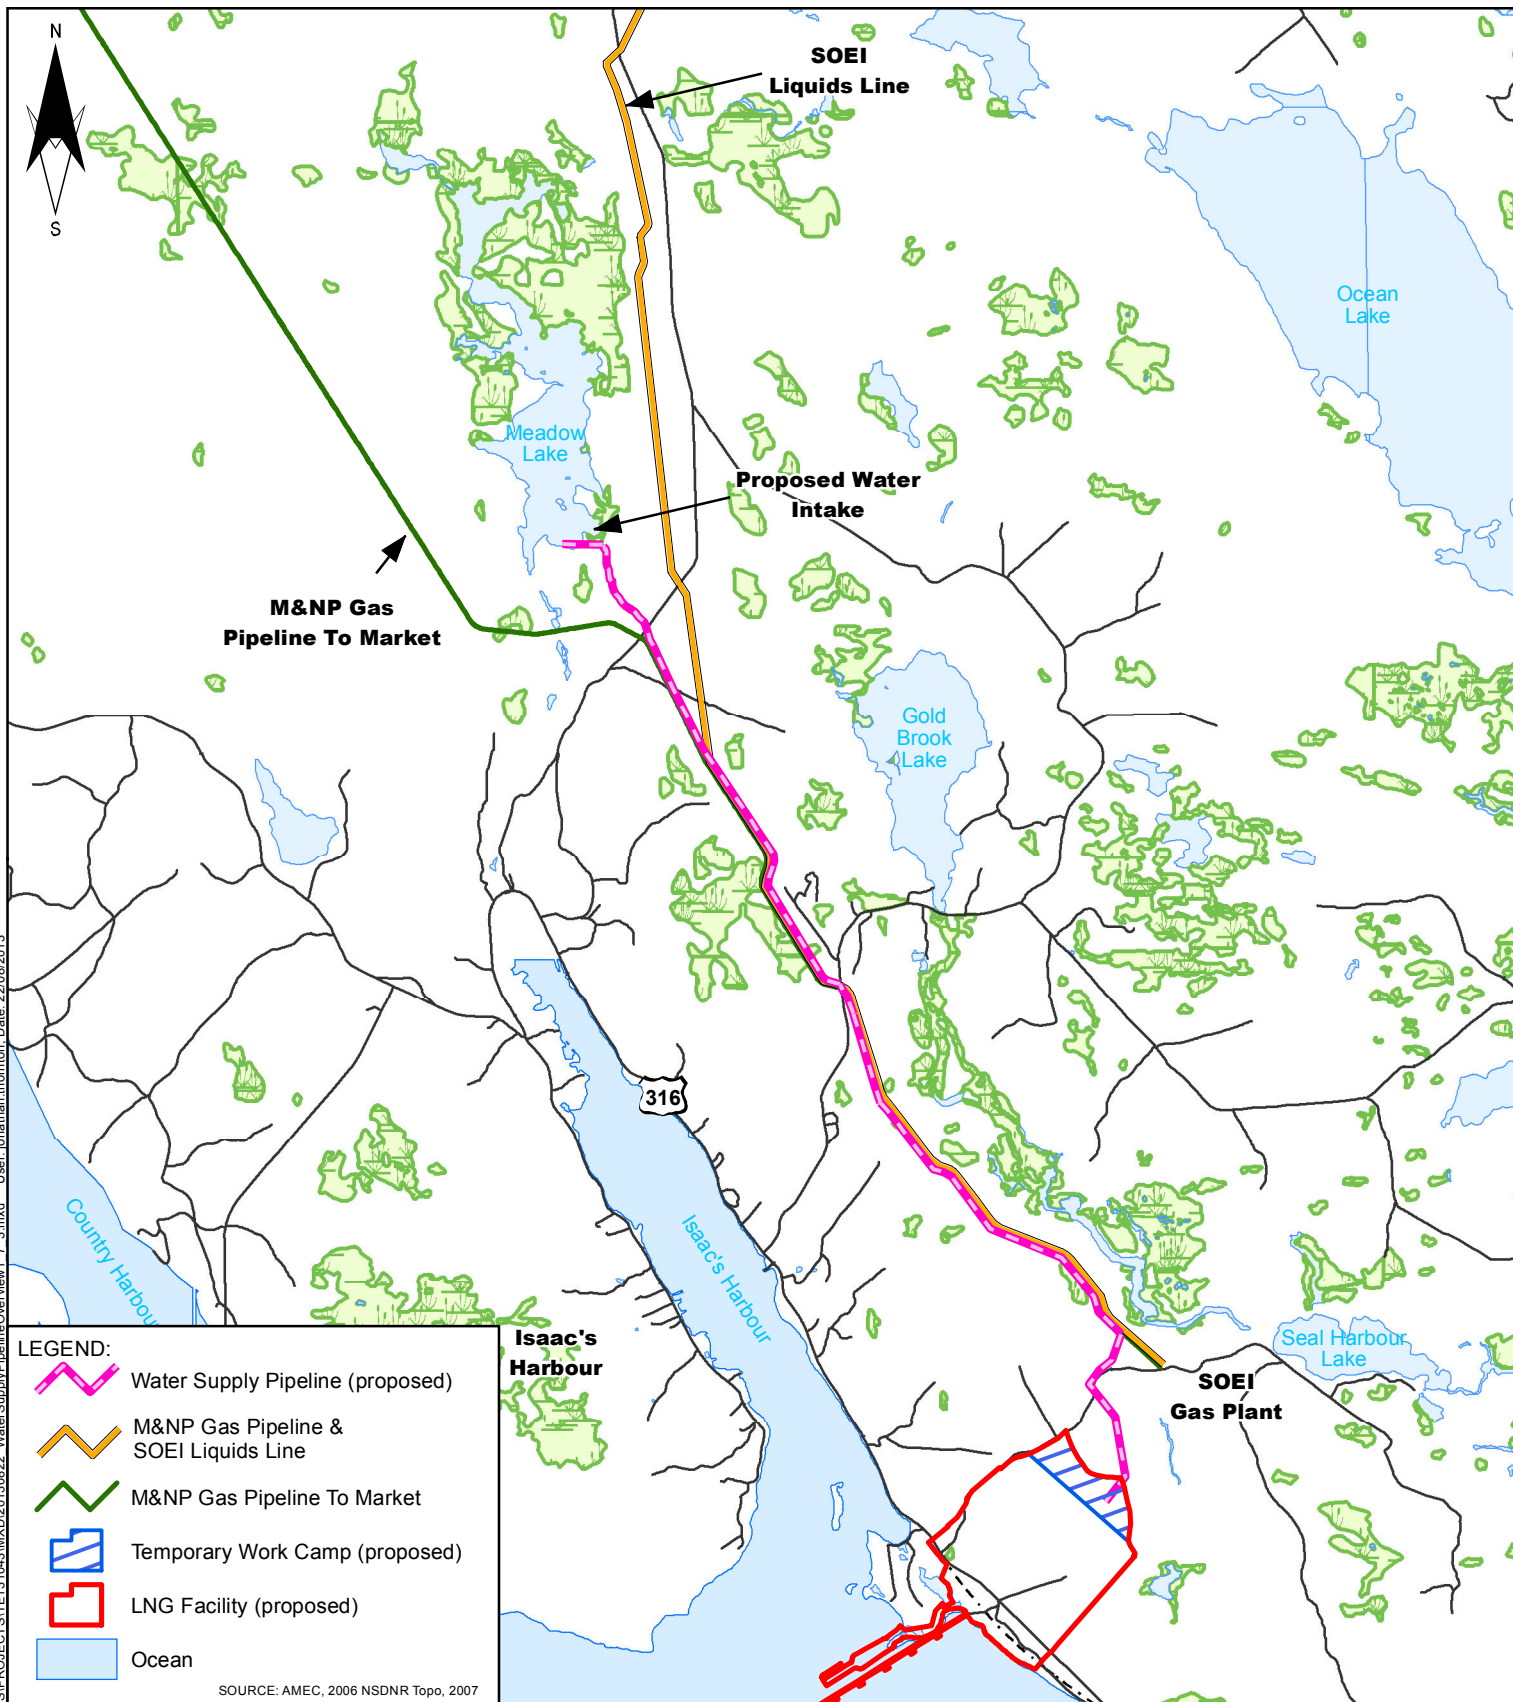 N
S
SOEI
Liquids Line
Ocean
Lake
Meadow
Lake
Proposed Water
Intake
M&NP Gas
Pipeline To Market
Gold
Brook
Lake
316
Country Harbour
Isaac's Harbour
Isaac's
Harbour
Seal Harbour
Lake
SOEI
Gas Plant
LEGEND:
Water Supply Pipeline (proposed)
M&NP Gas Pipeline &
SOEI Liquids Line
M&NP Gas Pipeline To Market
Temporary Work Camp (proposed)
LNG Facility (proposed)
Ocean
SOURCE: AMEC, 2006 NSDNR Topo, 2007